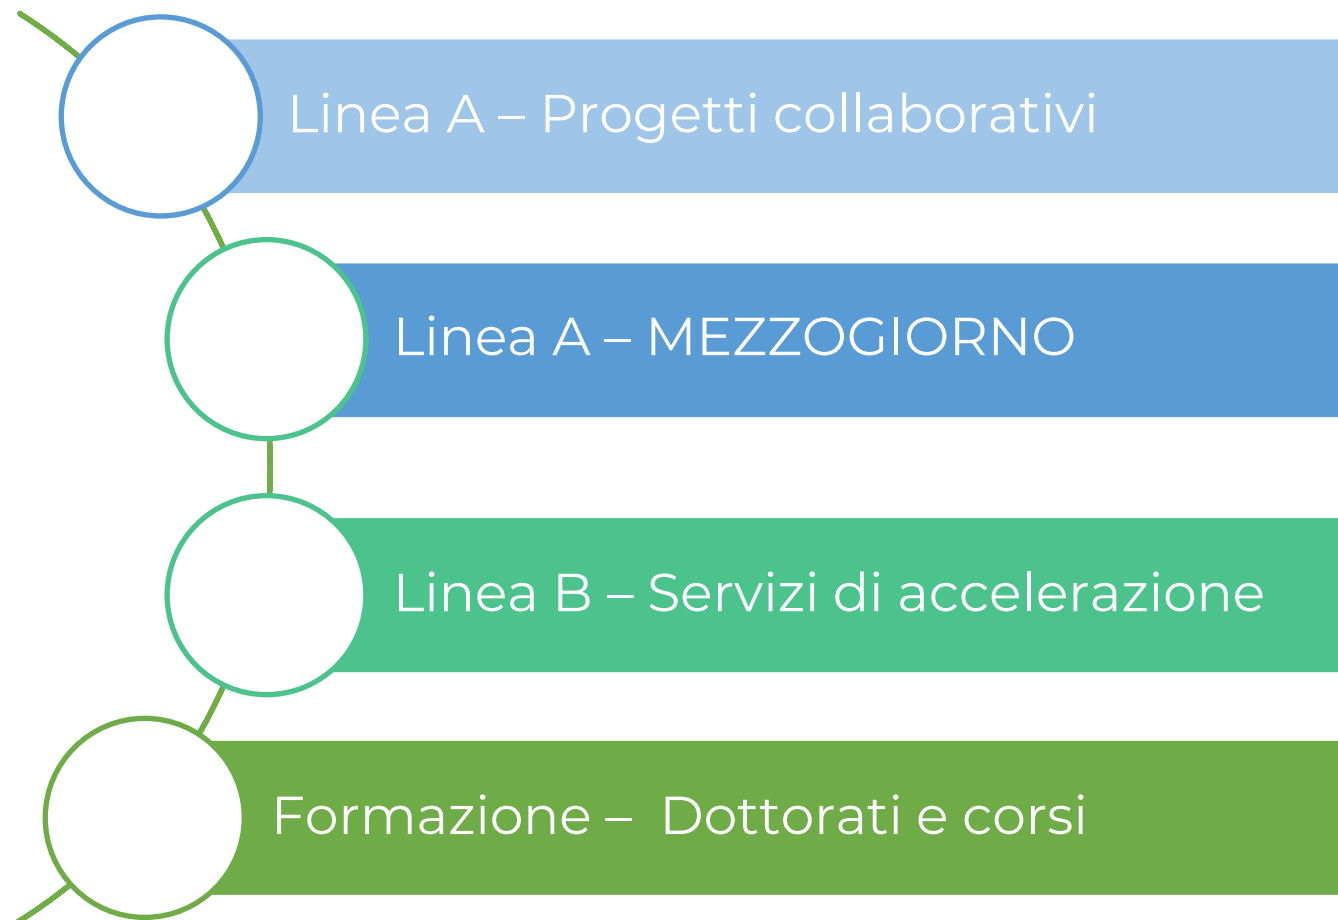 Linea A – Progetti collaborativi
Linea A – MEZZOGIORNO
Linea B – Servizi di accelerazione
Formazione – Dottorati e corsi